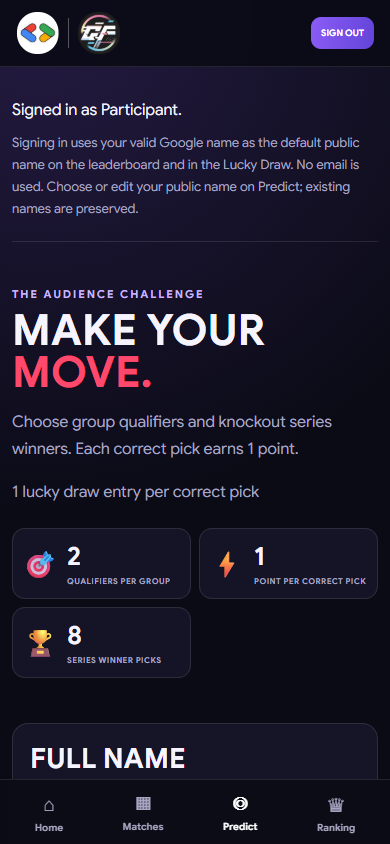 GF
SIGN OUT
Signed in as Participant.
Signing in uses your valid Google name as the default public
name on the leaderboard and in the Lucky Draw. No email is
used. Choose or edit your public name on Predict; existing
names are preserved.
THE AUDIENCE CHALLENGE
MAKE YOUR
MOVE.
Choose group qualifiers and knockout series
winners. Each correct pick earns 1 point.
1 lucky draw entry per correct pick
2
QUALIFIERS PER GROUP
1
POINT PER CORRECT PICK
8
SERIES WINNER PICKS
FULL NAME
Home
Matches
Predict
Ranking